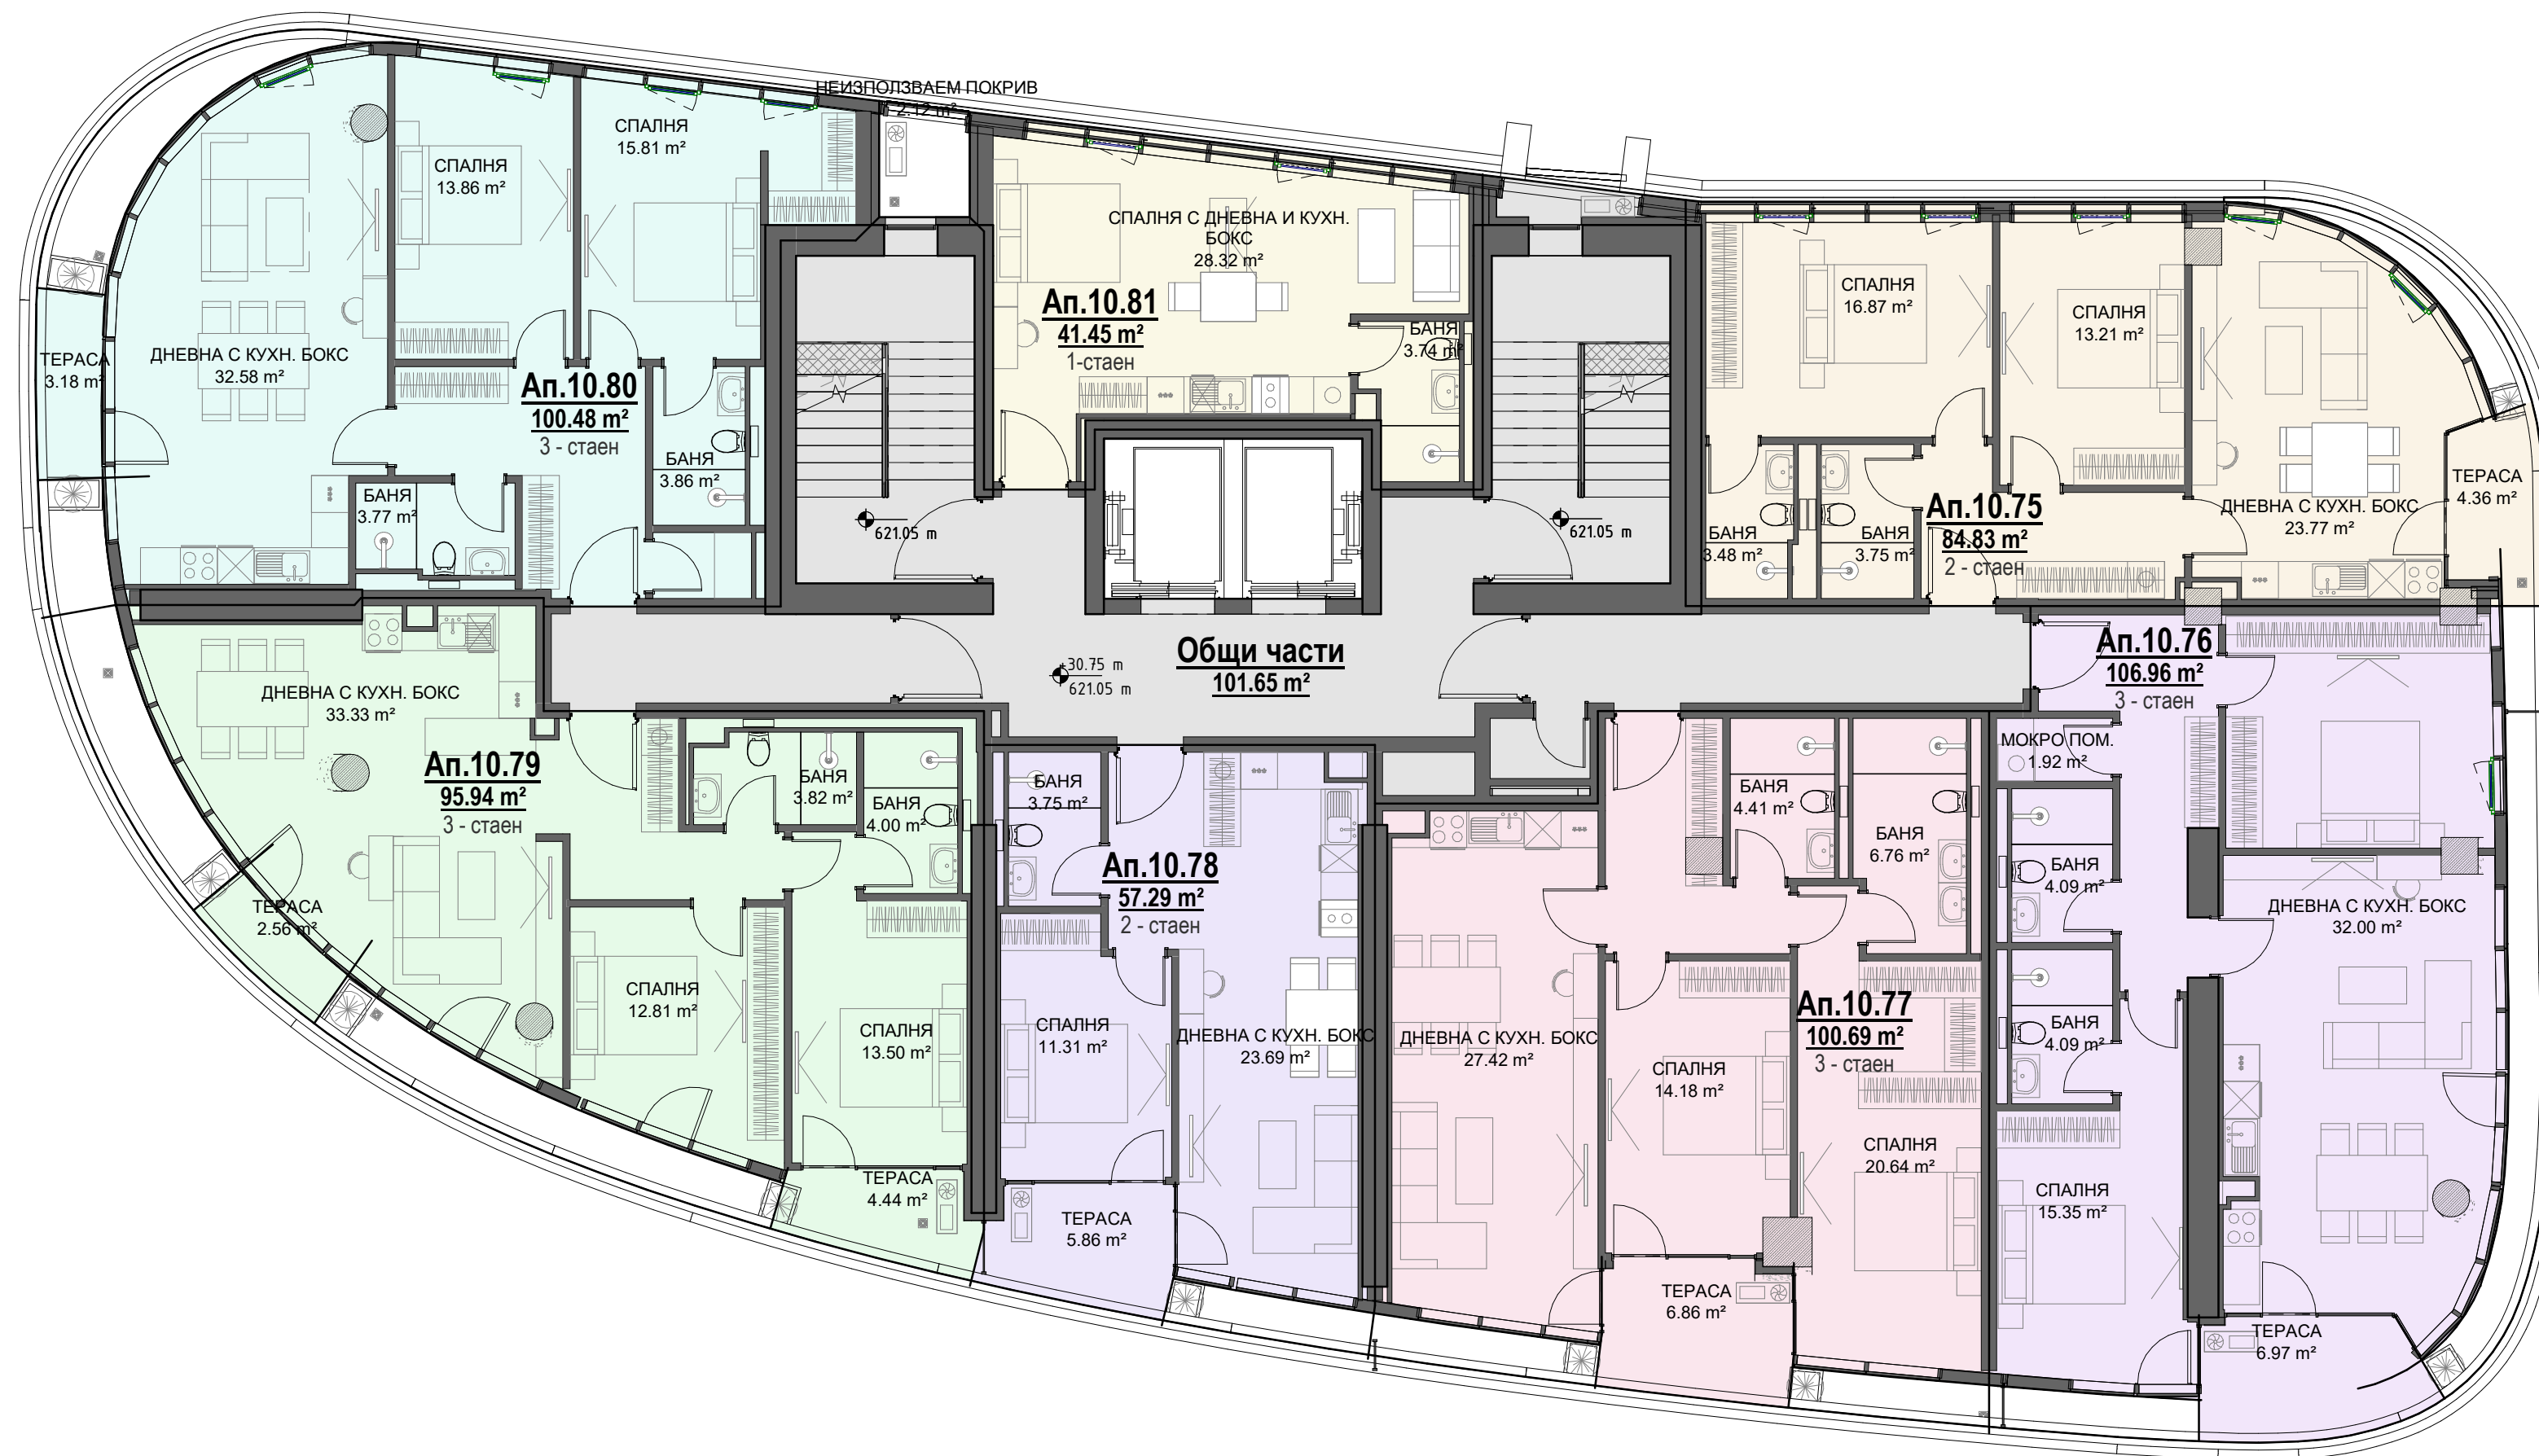 НЕИЗПОЛЗВАЕМ ПОКРИВ
2.12 m²
СПАЛНЯ
15.81 m²
СПАЛНЯ
13.86 m²
ТЕРАСА
3.18 m²
ДНЕВНА С КУХН. БОКС
32.58 m²
Ап.10.80
100.48 m²
3 - стаен
БАНЯ
3.86 m²
БАНЯ
3.77 m²
СПАЛНЯ С ДНЕВНА И КУХН.
БОКС
28.32 m²
Ап.10.81
41.45 m²
1-стаен
БАНЯ
3.74 m²
621.05 m
621.05 m
СПАЛНЯ
16.87 m²
СПАЛНЯ
13.21 m²
ТЕРАСА
4.36 m²
ДНЕВНА С КУХН. БОКС
23.77 m²
Ап.10.75
84.83 m²
2 - стаен
БАНЯ
3.48 m²
БАНЯ
3.75 m²
Общи части
101.65 m²
+30.75 m
621.05 m
Ап.10.76
106.96 m²
3 - стаен
МОКРО ПОМ.
1.92 m²
БАНЯ
4.09 m²
БАНЯ
4.09 m²
ДНЕВНА С КУХН. БОКС
32.00 m²
СПАЛНЯ
15.35 m²
ТЕРАСА
6.97 m²
ДНЕВНА С КУХН. БОКС
33.33 m²
Ап.10.79
95.94 m²
3 - стаен
БАНЯ
3.82 m²
БАНЯ
4.00 m²
ТЕРАСА
2.56 m²
СПАЛНЯ
12.81 m²
СПАЛНЯ
13.50 m²
ТЕРАСА
4.44 m²
БАНЯ
3.75 m²
Ап.10.78
57.29 m²
2 - стаен
СПАЛНЯ
11.31 m²
ДНЕВНА С КУХН. БОКС
23.69 m²
ТЕРАСА
5.86 m²
БАНЯ
4.41 m²
БАНЯ
6.76 m²
Ап.10.77
100.69 m²
3 - стаен
ДНЕВНА С КУХН. БОКС
27.42 m²
СПАЛНЯ
14.18 m²
СПАЛНЯ
20.64 m²
ТЕРАСА
6.86 m²